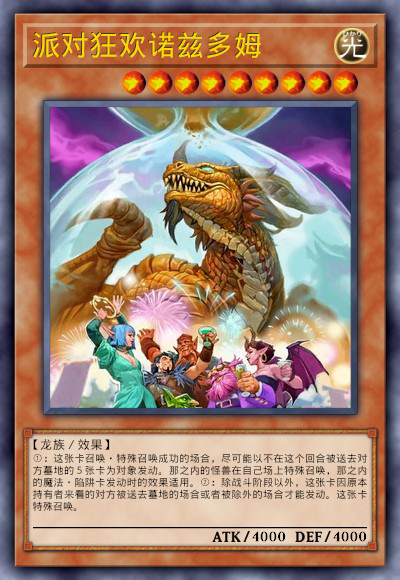 派对狂欢诺兹多姆
光
【龙族／效果】
①：这张卡召唤·特殊召唤成功的场合，尽可能以不在这个回合被送去对
方墓地的５张卡为对象发动。那之内的怪兽在自己场上特殊召唤，那之内
的魔法·陷阱卡发动时的效果适用。②：除战斗阶段以外，这张卡因原本
持有者来看的对方被送去墓地的场合或者被除外的场合才能发动。这张卡
特殊召唤。
ATK/4000 DEF/4000